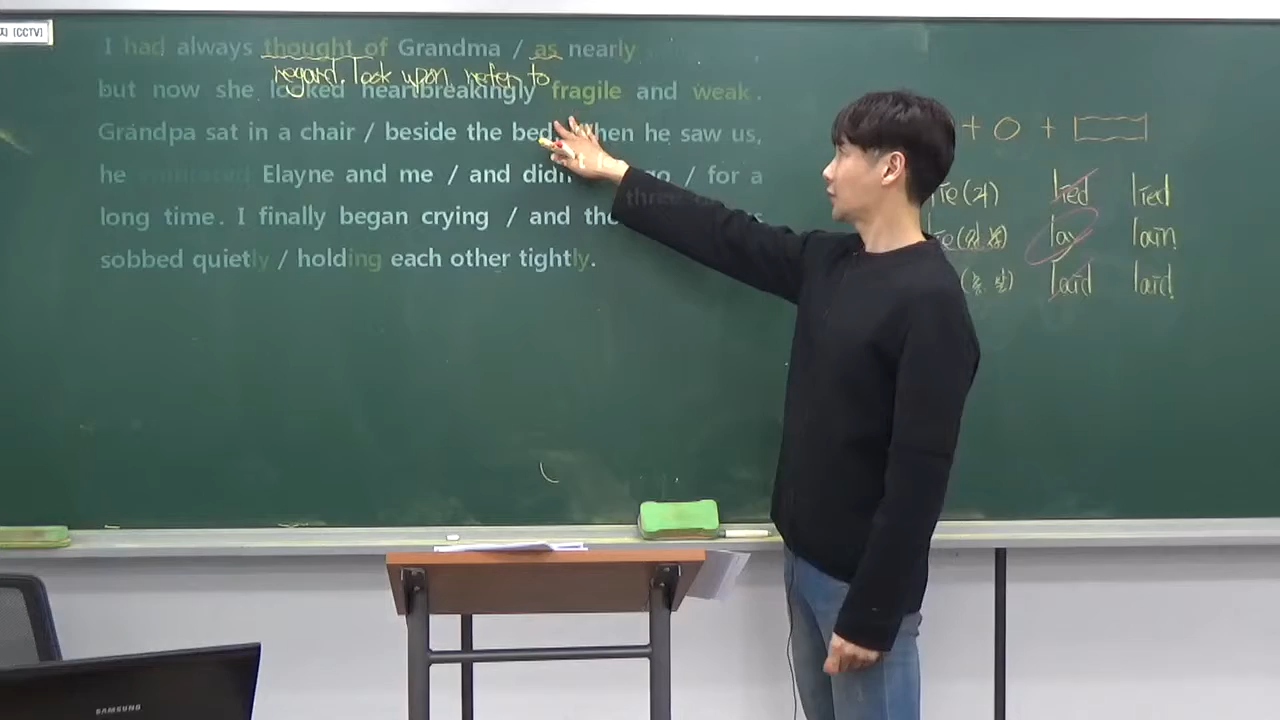 지 [CCTV]
I had always thought of Grandma / as nearly
regard. look upon, refer to
but now she looked heartbreakingly fragile and weak.
Grandpa sat in a chair / beside the bed. When he saw us,
he Elayne and me / and didn go / for a
three
long time. I finally began crying / and
sobbed quietly / holding each other tightly.
+ O +
lied lied
lay lain
laid laid
SAMSUNG